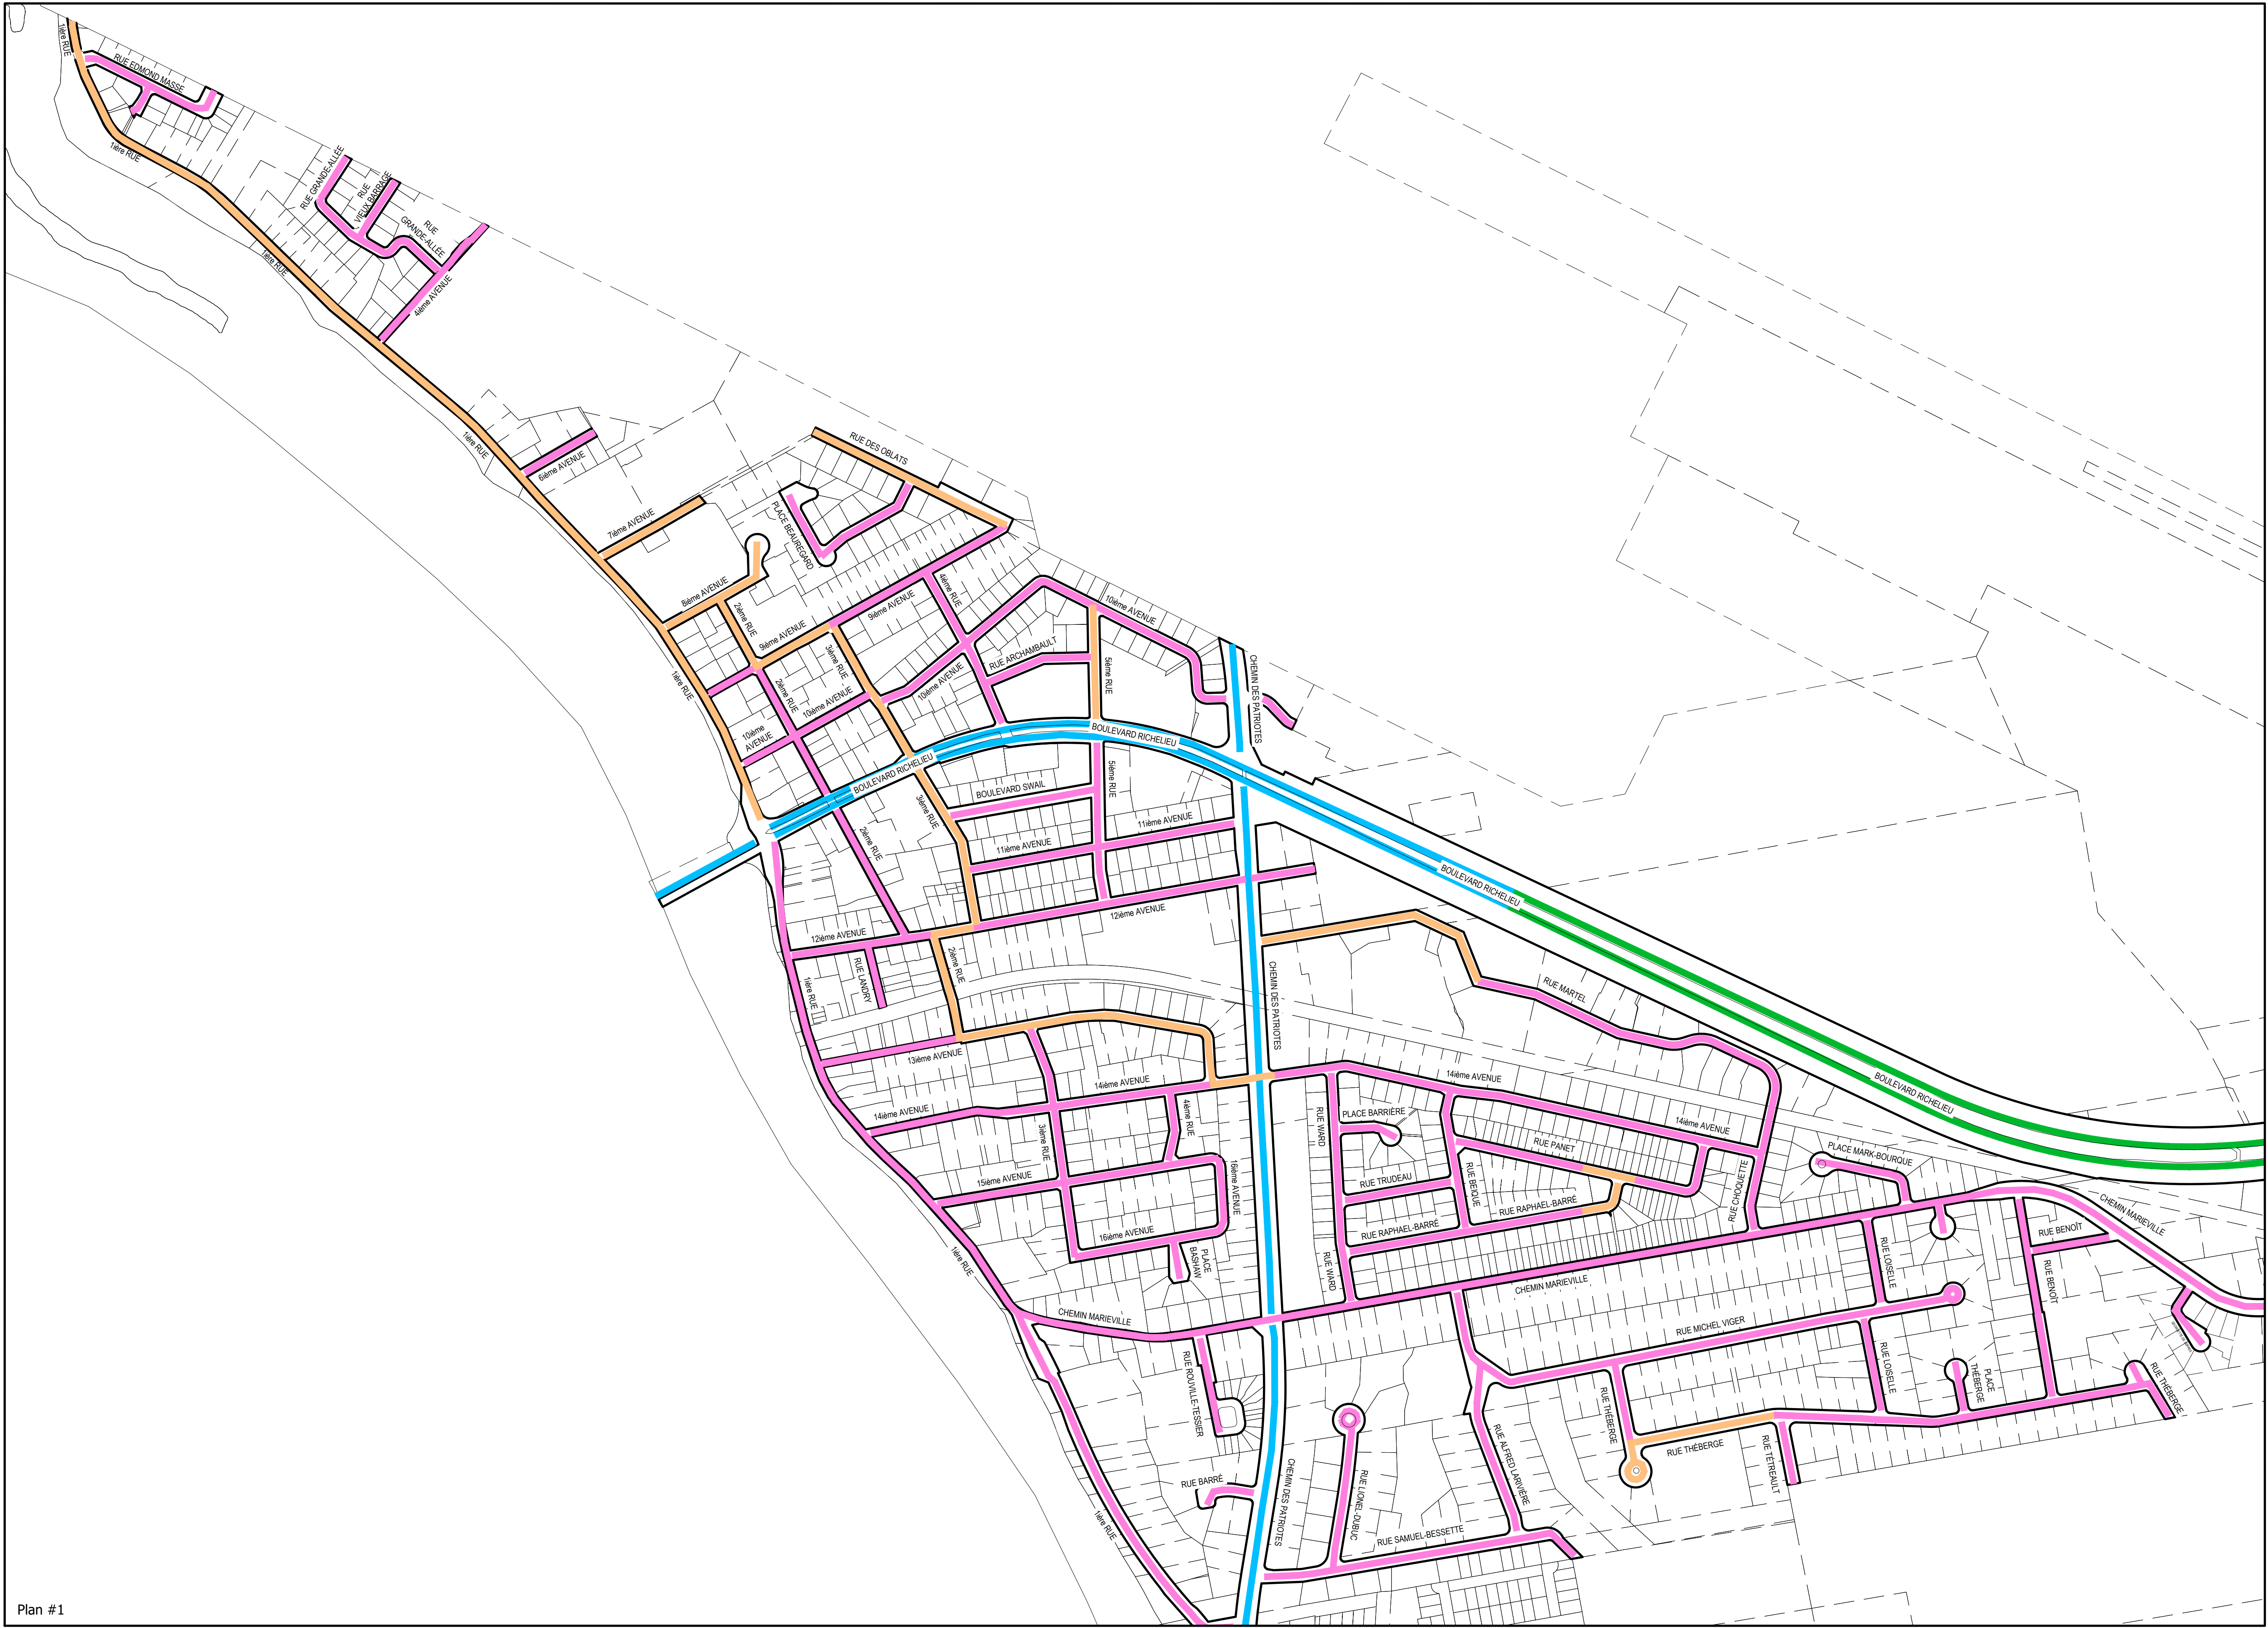 1ière RUE
RUE EDMOND MASSE
1ière RUE
RUE GRANDE-ALLÉE
RUE
VIEUX BARRAGE
RUE
GRANDE-ALLÉE
1ière RUE
4ième AVENUE
1ière RUE
6ième AVENUE
RUE DES OBLATS
7ième AVENUE
PLACE BEAUREGARD
8ième AVENUE
2ième RUE
4ième RUE
9ième AVENUE
10ième AVENUE
9ième AVENUE
3ième RUE
RUE ARCHAMBAULT
5ième RUE
CHEMIN DES PATRIOTES
1ière RUE
2ième RUE
10ième AVENUE
10ième AVENUE
10ième
AVENUE
BOULEVARD RICHELIEU
BOULEVARD RICHELIEU
5ième RUE
BOULEVARD SWAIL
3ième RUE
11ième AVENUE
2ième RUE
11ième AVENUE
BOULEVARD RICHELIEU
12ième AVENUE
12ième AVENUE
2ième RUE
RUE LANDRY
1ière RUE
CHEMIN DES PATRIOTES
RUE MARTEL
13ième AVENUE
14ième AVENUE
14ième AVENUE
BOULEVARD RICHELIEU
14ième AVENUE
4ième RUE
RUE WARD
PLACE BARRIÈRE
14ième AVENUE
3ième RUE
RUE PANET
PLACE MARK-BOURQUE
15ième AVENUE
16ième AVENUE
RUE TRUDEAU
RUE BEIQUE
RUE CHOQUETTE
RUE RAPHAEL-BARRÉ
RUE RAPHAEL-BARRÉ
CHEMIN MARIEVILLE
16ième AVENUE
PLACE
BASHAW
RUE WARD
RUE LOISELLE
RUE BENOÎT
RUE BENOÎT
1ière RUE
CHEMIN MARIEVILLE
CHEMIN MARIEVILLE
RUE MICHEL VIGER
RUE ROUVILLE-TESSIER
RUE LOISELLE
PLACE
THÉBERGE
RUE THÉBERGE
RUE THÉBERGE
RUE THÉBERGE
RUE TÉTREAULT
RUE ALFRED LARIVIÈRE
RUE BARRÉ
CHEMIN DES PATRIOTES
RUE LIONEL-DUBUC
RUE SAMUEL-BESSETTE
1ière RUE
Plan #1